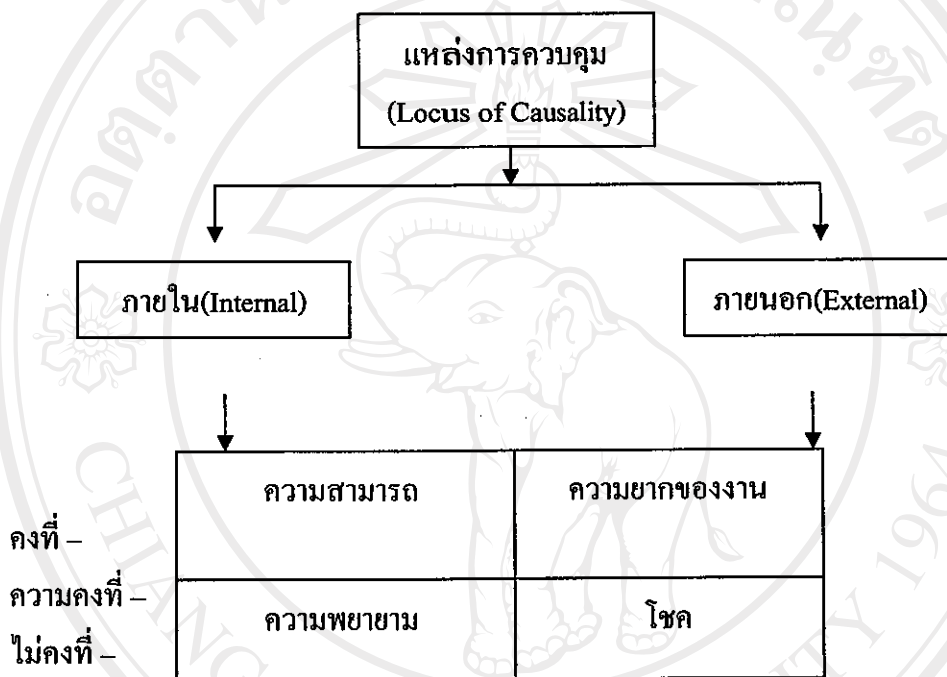 แหล่งการควบคุม
(Locus of Causality)
ภายใน(Internal)
ภายนอก(External)
ความสามารถ
ความยากของงาน
คงที่ –
ความคงที่ –
ไม่คงที่ –
ความพยายาม
โชค